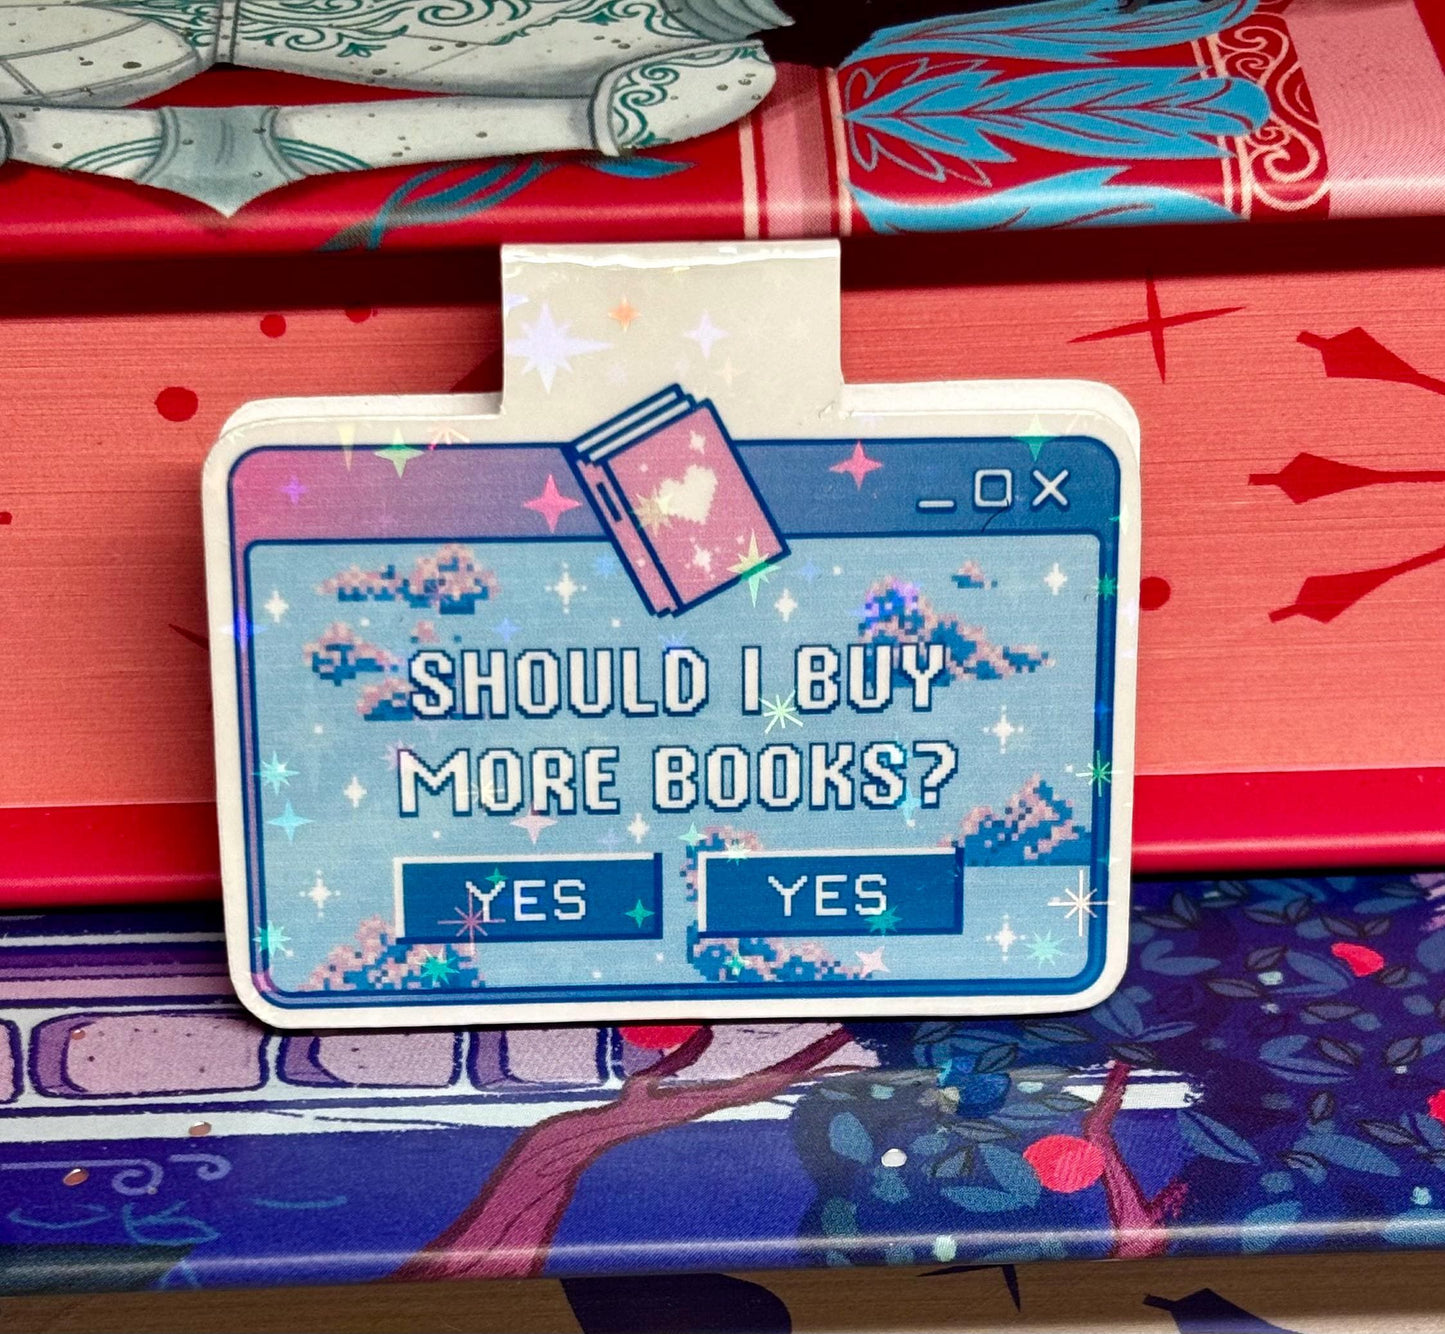 SHOULD I BUY
MORE BOOKS?
YES YES